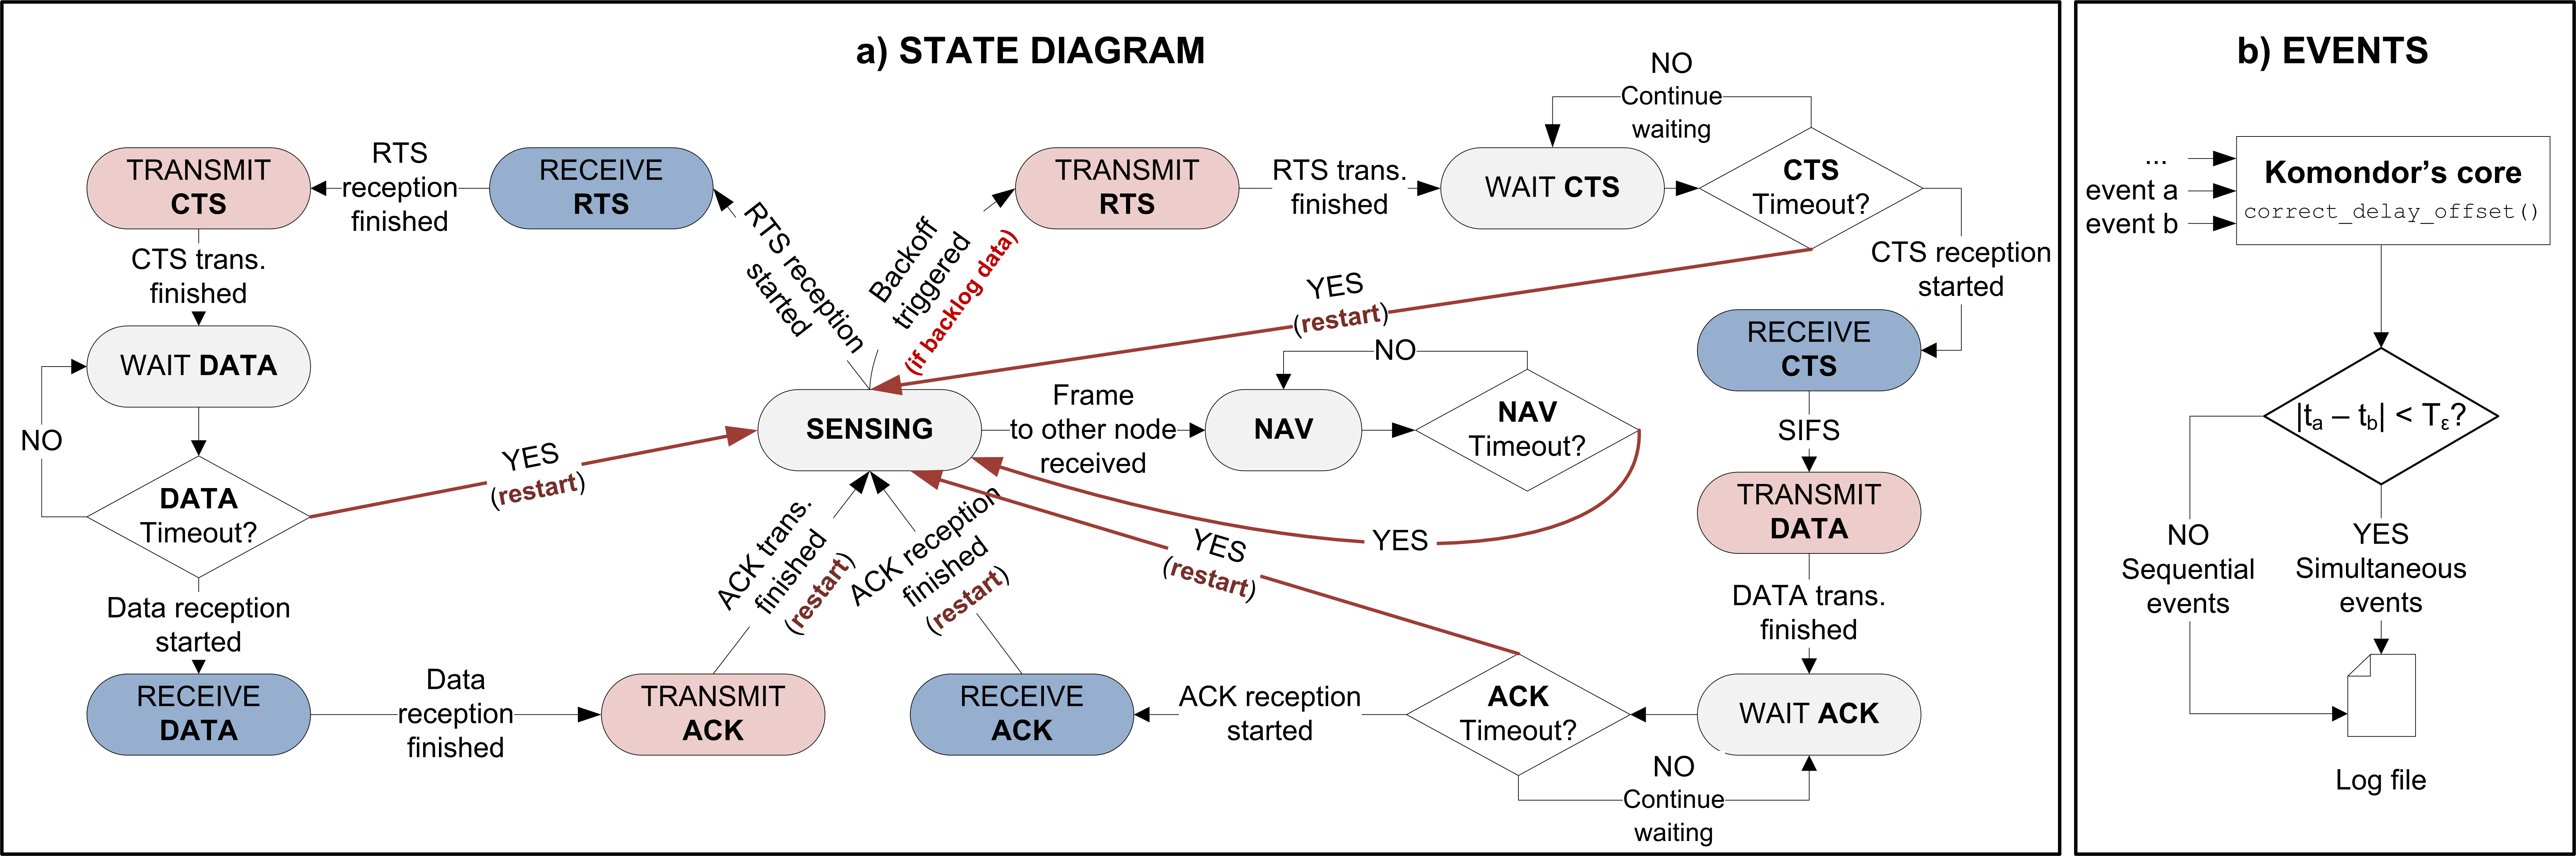 a) STATE DIAGRAM
TRANSMIT
CTS
RTS
reception
finished
RECEIVE
RTS
RTS reception
started
Backoff
triggered
(if backlog data)
TRANSMIT
RTS
RTS trans.
finished
WAIT CTS
NO
Continue
waiting
CTS
Timeout?
CTS reception
started
YES
(restart)
RECEIVE
CTS
SIFS
TRANSMIT
DATA
DATA trans.
finished
WAIT ACK
NO
Continue
waiting
ACK
Timeout?
YES
(restart)
ACK reception
started
RECEIVE
ACK
ACK reception
finished
(restart)
CTS trans.
finished
WAIT DATA
NO
DATA
Timeout?
YES
(restart)
Data reception
started
RECEIVE
DATA
Data
reception
finished
TRANSMIT
ACK
ACK trans.
finished
(restart)
SENSING
Frame
to other node
received
NAV
NO
NAV
Timeout?
YES
b) EVENTS
...
event a
event b
Komondor’s core
correct_delay_offset()
|ta – tb| < Tε?
NO
Sequential
events
YES
Simultaneous
events
Log file